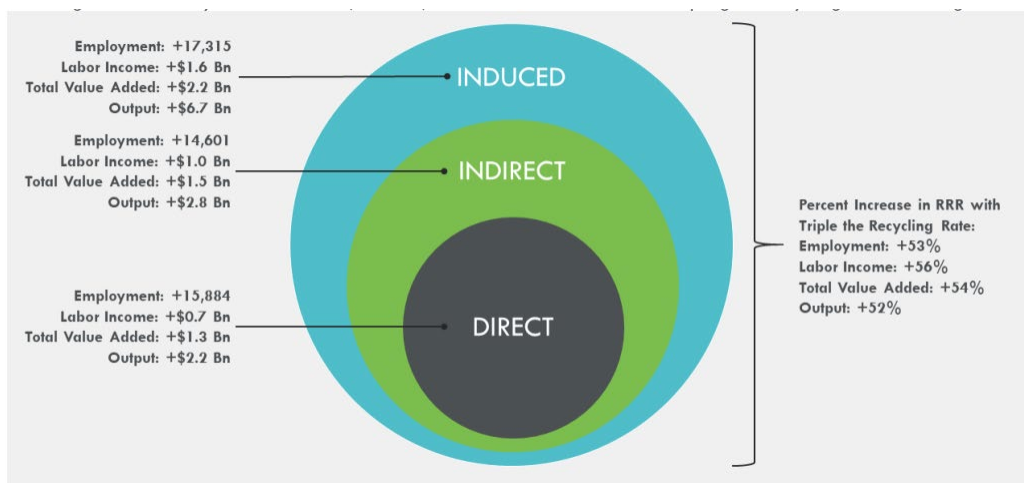 Employment: +17,315
Labor Income: +$1.6 Bn
Total Value Added: +$2.2 Bn
Output: +$6.7 Bn
INDUCED
Employment: +14,601
Labor Income: +$1.0 Bn
Total Value Added: +$1.5 Bn
Output: +$2.8 Bn
INDIRECT
Employment: +15,884
Labor Income: +$0.7 Bn
Total Value Added: +$1.3 Bn
Output: +$2.2 Bn
DIRECT
Percent Increase in RRR with
Triple the Recycling Rate:
Employment: +53%
Labor Income: +56%
Total Value Added: +54%
Output: +52%